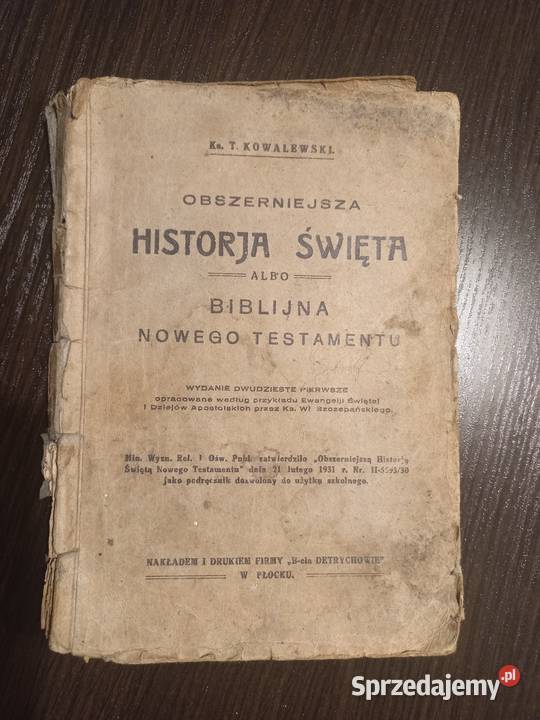 Ks. T. KOWALEWSKI.
OBSZERNIEJSZA
HISTORJA ŚWIĘTA
ALBO
BIBLIJNA
NOWEGO TESTAMENTU
WYDANIE DWUDZIESTE PIERWSZE
opracowane według przykładu Ewangelji Świętej
i Dziejów Apostolskich przez Ks. Wł. Szczepańskiego.
Min. Wyzn. Rel. i Ośw. Publ. zatwierdziło „Obszerniejszą Historję
Świętą Nowego Testamentu" dnia 21 lutego 1931 r. Nr.
jako podręcznik dozwolony do użytku szkolnego.
NAKŁADEM I DRUKIEM FIRMY „B-cia DETRYCHOWIE"
W PŁOCKU.
Sprzedajemy.pl